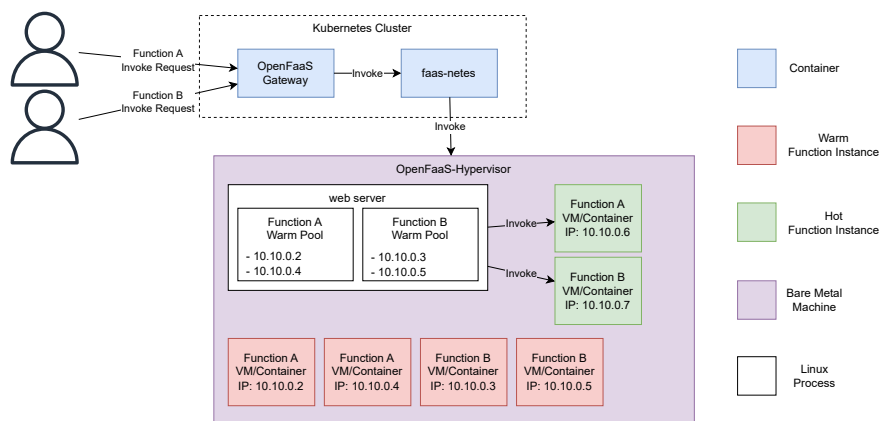 Kubernetes Cluster
Function A
Invoke Request
OpenFaaS
Gateway
Invoke
faas-netes
Container
Function B
Invoke Request
Invoke
Warm
Function Instance
OpenFaaS-Hypervisor
web server
Function A
Warm Pool
- 10.10.0.2
- 10.10.0.4
Function B
Warm Pool
- 10.10.0.3
- 10.10.0.5
Invoke
Function A
VM/Container
IP: 10.10.0.6
Hot
Function Instance
Invoke
Function B
VM/Container
IP: 10.10.0.7
Bare Metal
Machine
Function A
VM/Container
IP: 10.10.0.2
Function A
VM/Container
IP: 10.10.0.4
Function B
VM/Container
IP: 10.10.0.3
Function B
VM/Container
IP: 10.10.0.5
Linux
Process